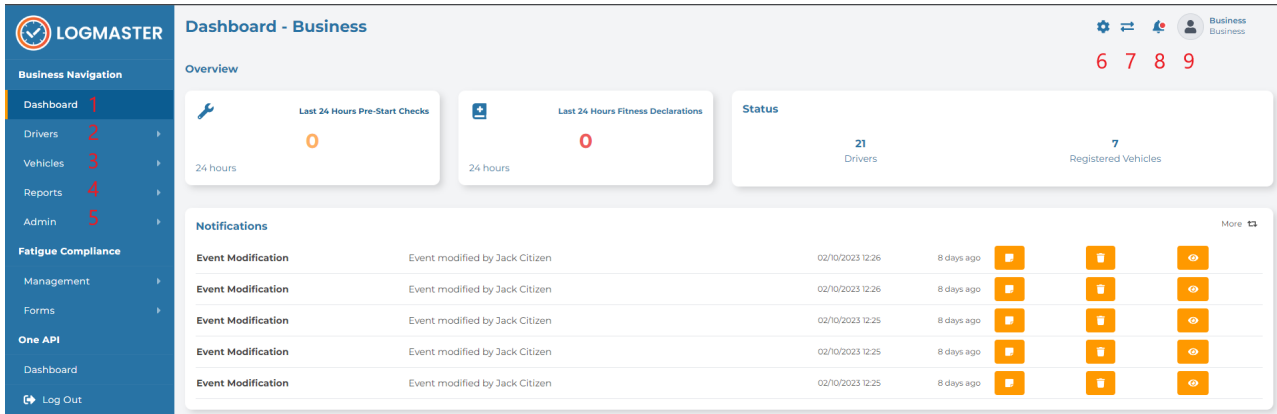 LOGMASTER
Business Navigation
Dashboard 1
Drivers 2
Vehicles 3
Reports 4
Admin 5
Fatigue Compliance
Management
Forms
One API
Dashboard
Log Out
Dashboard - Business
Business
Business
6 7 8 9
Overview
Last 24 Hours Pre-Start Checks
0
24 hours
Last 24 Hours Fitness Declarations
0
24 hours
Status
21
Drivers
7
Registered Vehicles
Notifications
More
Event Modification Event modified by Jack Citizen 02/10/2023 12:26 8 days ago
Event Modification Event modified by Jack Citizen 02/10/2023 12:26 8 days ago
Event Modification Event modified by Jack Citizen 02/10/2023 12:25 8 days ago
Event Modification Event modified by Jack Citizen 02/10/2023 12:25 8 days ago
Event Modification Event modified by Jack Citizen 02/10/2023 12:25 8 days ago